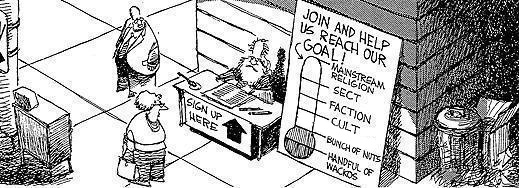 JOIN AND HELP
US REACH OUR
GOAL!
MAINSTREAM
RELIGION
SECT
FACTION
CULT
BUNCH OF NUTS
HANDFUL OF
WACKOS
SIGN UP
HERE